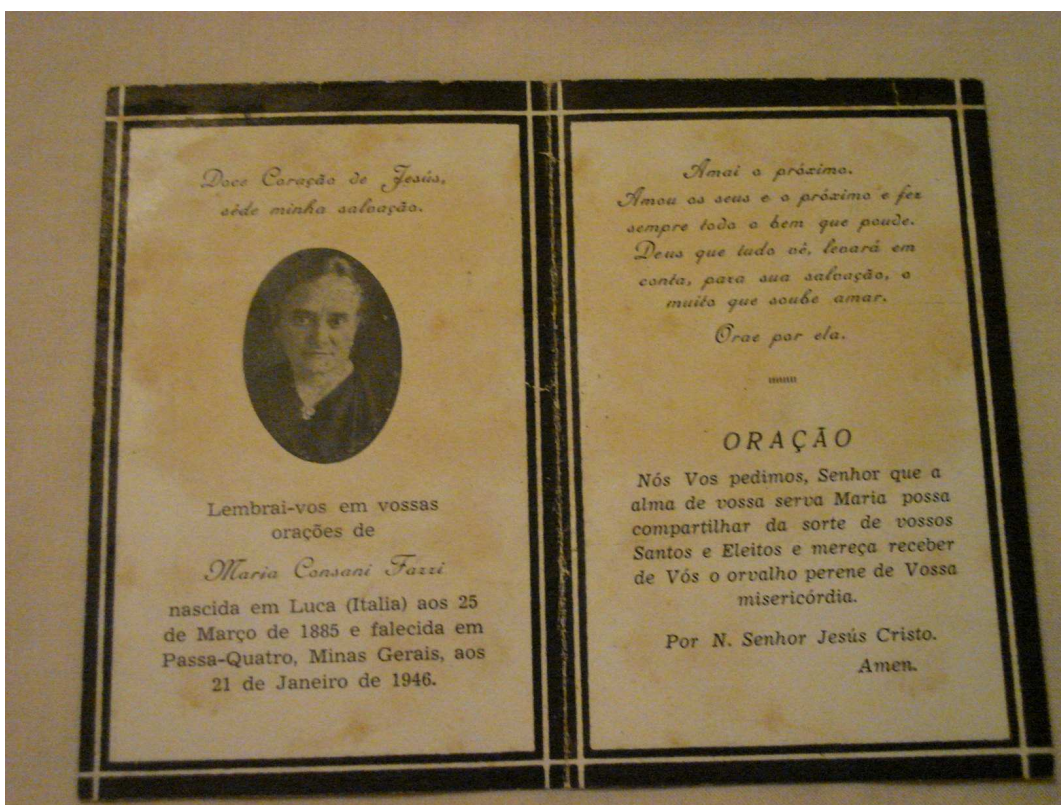 Doce Coração de Jesús,
sêde minha salvação.
Lembrai-vos em vossas
orações de
Maria Consani Farri
nascida em Luca (Italia) aos 25
de Março de 1885 e falecida em
Passa-Quatro, Minas Gerais, aos
21 de Janeiro de 1946.
Amai o próximo.
Amou os seus e o próximo e fez
sempre todo o bem que poude.
Deus que tudo vê, levará em
conta, para sua salvação, o
muito que soube amar.
Orae por ela.
ORAÇÃO
Nós Vos pedimos, Senhor que a
alma de vossa serva Maria possa
compartilhar da sorte de vossos
Santos e Eleitos e mereça receber
de Vós o orvalho perene de Vossa
misericórdia.
Por N. Senhor Jesús Cristo.
Amen.